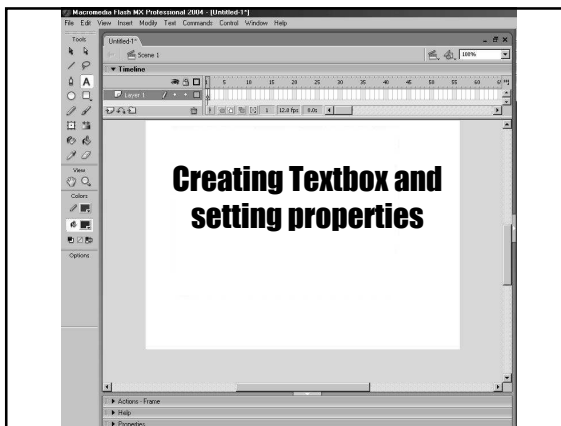 Macromedia Flash MX Professional 2004 - [Untitled-1*]
File Edit View Insert Modify Text Commands Control Window Help
Tools
Untitled-1*
Scene 1
100%
Timeline
1 5 10 15 20 25 30 35 40 45 50 55 60
Layer 1
1 12.0 fps 0.0s
View
Colors
Options
Creating Textbox and
setting properties
Actions - Frame
Help
Properties